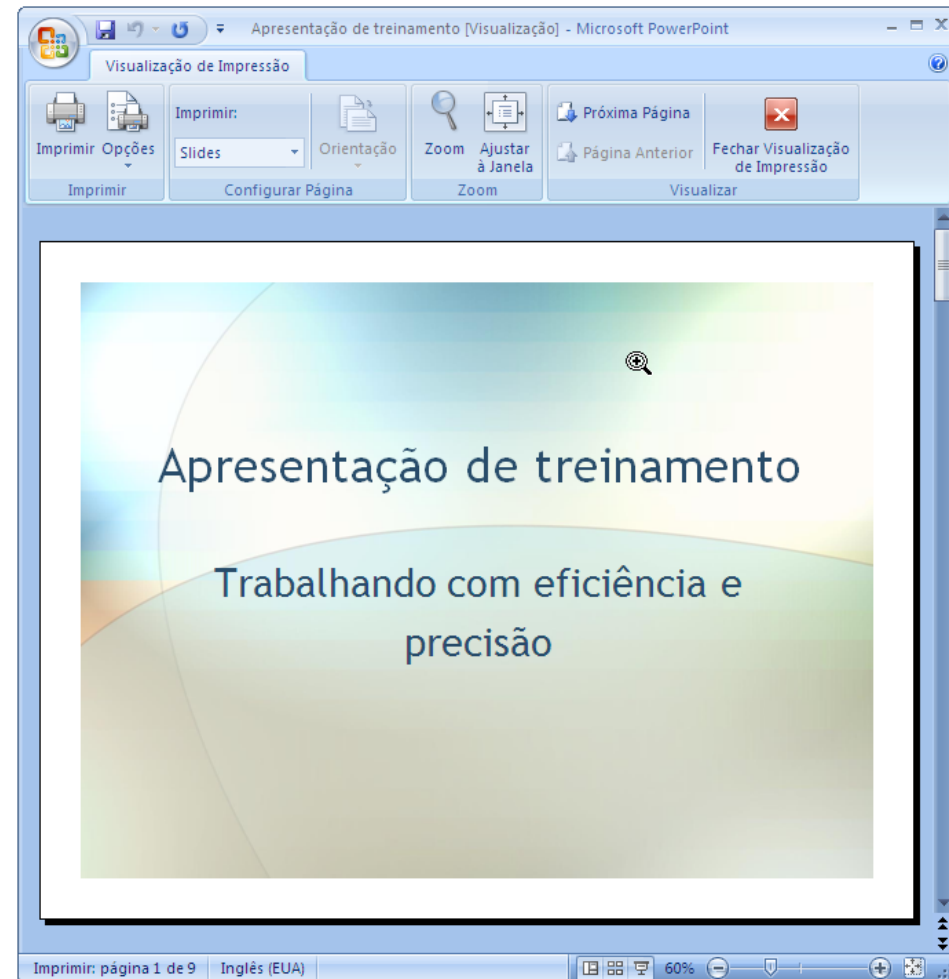 Apresentação de treinamento [Visualização] - Microsoft PowerPoint
Visualização de Impressão
Imprimir
Opções
Imprimir
Imprimir:
Slides
Orientação
Configurar Página
Zoom
Ajustar
à Janela
Zoom
Próxima Página
Página Anterior
Fechar Visualização
de Impressão
Visualizar
Apresentação de treinamento
Trabalhando com eficiência e
precisão
Imprimir: página 1 de 9 Inglês (EUA) 60%